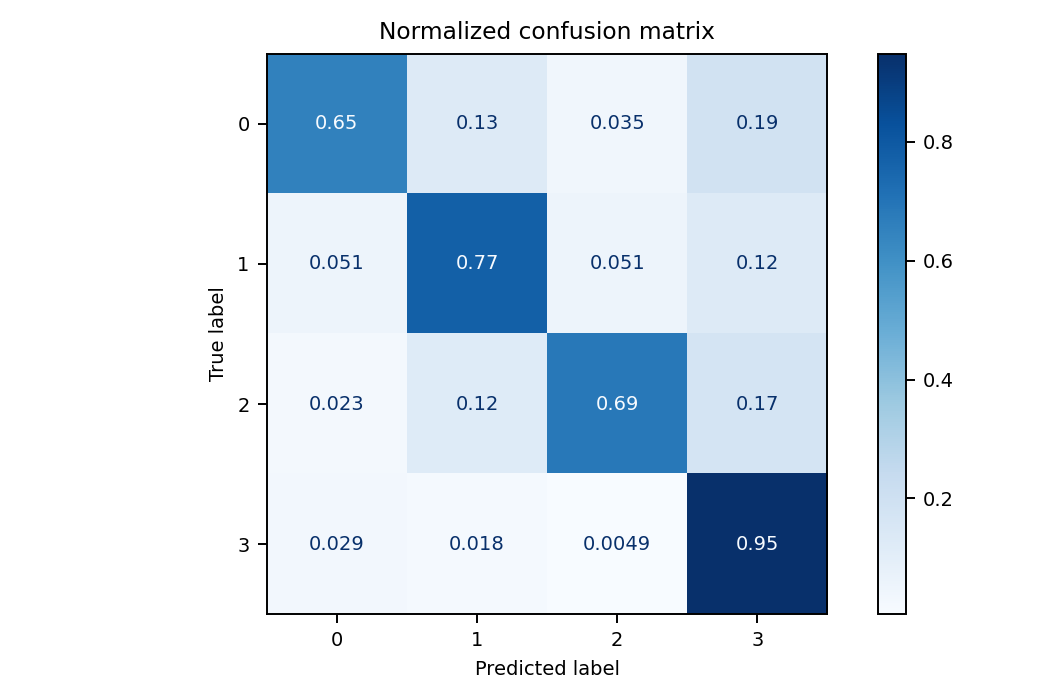 Normalized confusion matrix
0 0.65 0.13 0.035 0.19
1 0.051 0.77 0.051 0.12
2 0.023 0.12 0.69 0.17
3 0.029 0.018 0.0049 0.95
0 1 2 3
Predicted label
True label
0.8
0.6
0.4
0.2